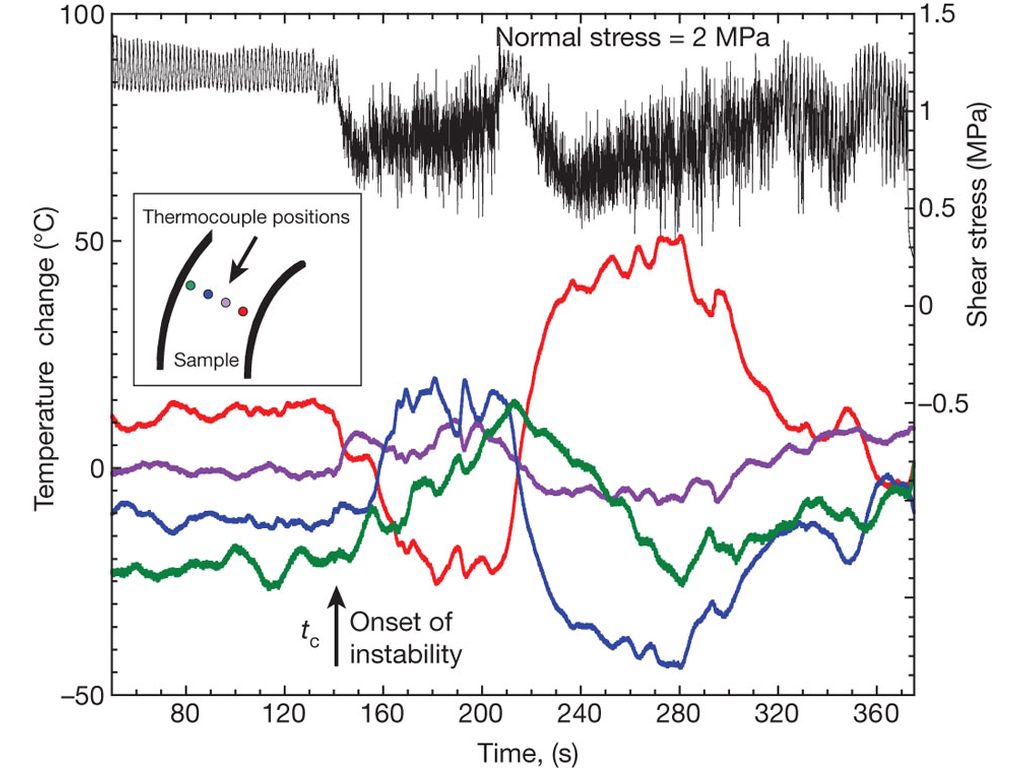 100
50
0
−50
Temperature change (°C)
Normal stress = 2 MPa
1.5
1
0.5
0
−0.5
Shear stress (MPa)
Thermocouple positions
Sample
tc
Onset of
instability
80 120 160 200 240 280 320 360
Time, (s)